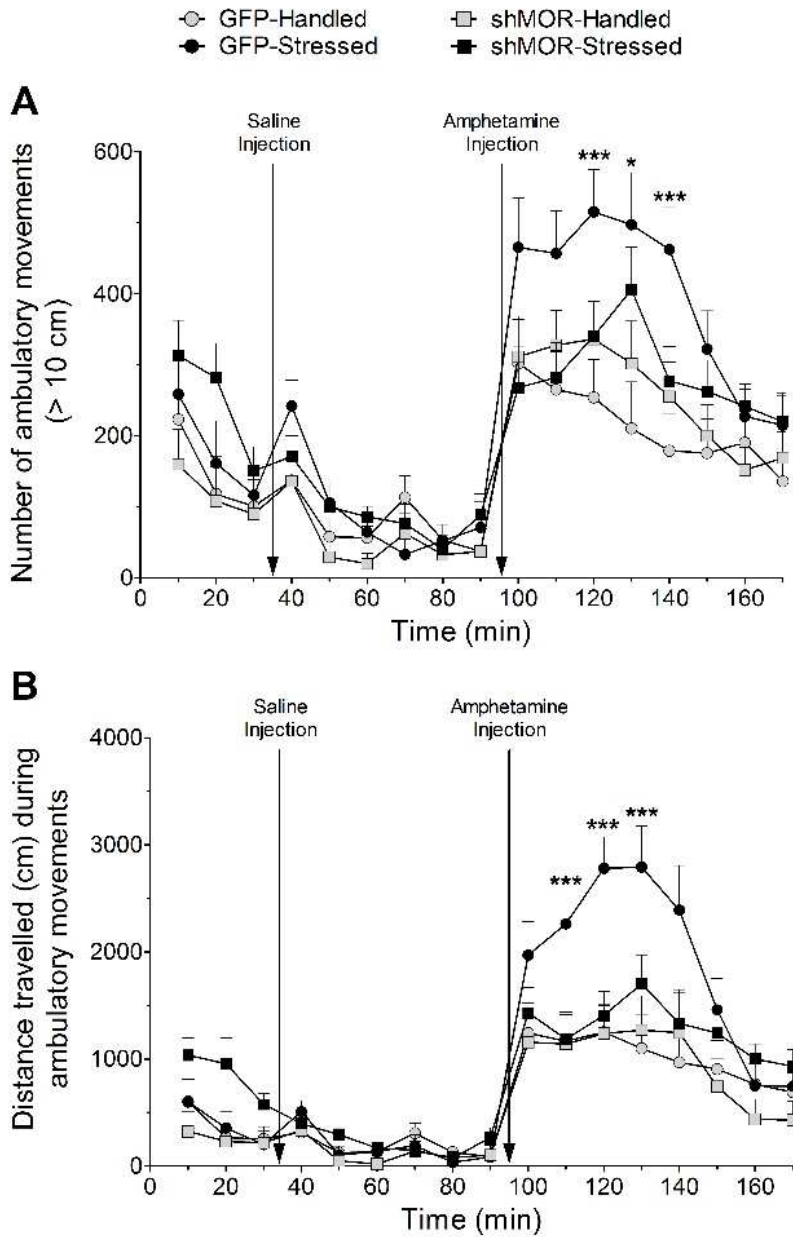 GFP-Handled shMOR-Handled
GFP-Stressed shMOR-Stressed
A
Saline
Injection
Amphetamine
Injection
*** * ***
600
400
200
0
Number of ambulatory movements
(> 10 cm)
0 20 40 60 80 100 120 140 160
Time (min)
B
Saline
Injection
Amphetamine
Injection
*** *** ***
4000
3000
2000
1000
0
Distance travelled (cm) during
ambulatory movements
0 20 40 60 80 100 120 140 160
Time (min)